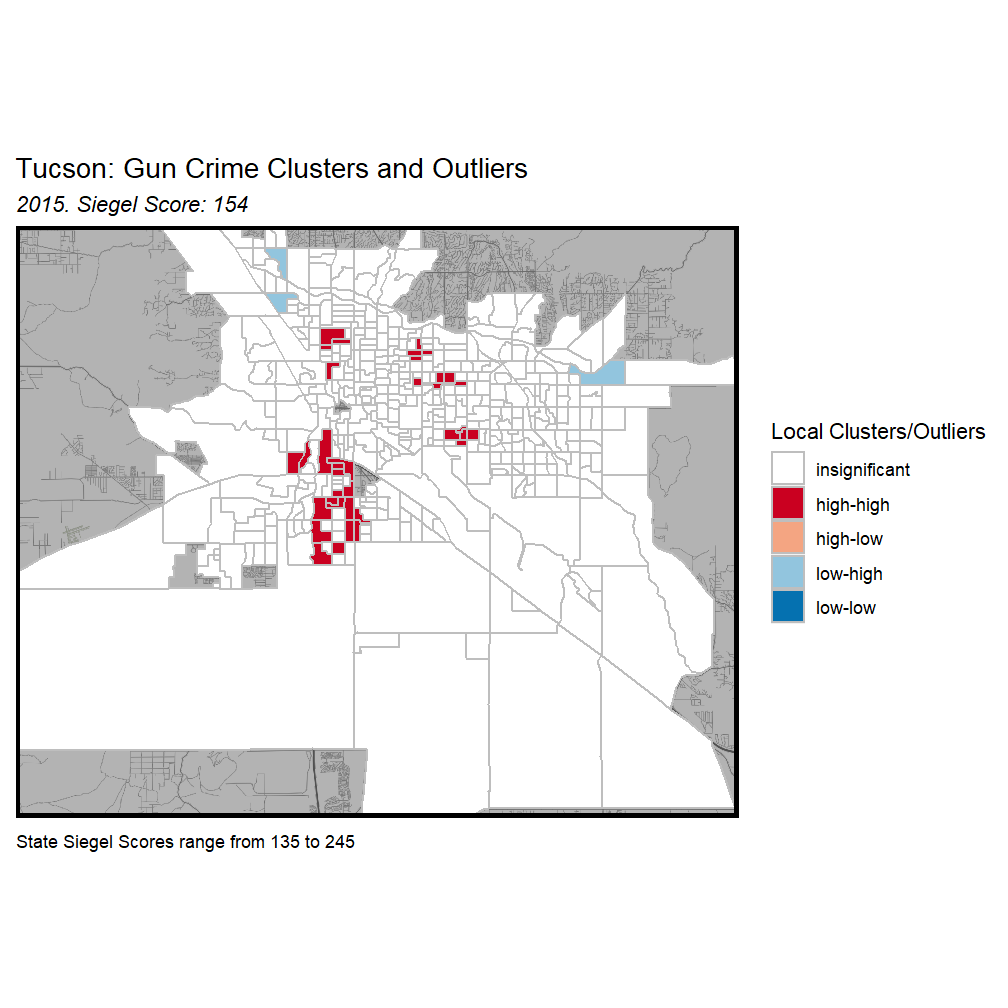 Tucson: Gun Crime Clusters and Outliers
2015. Siegel Score: 154
Local Clusters/Outliers
insignificant
high-high
high-low
low-high
low-low
State Siegel Scores range from 135 to 245